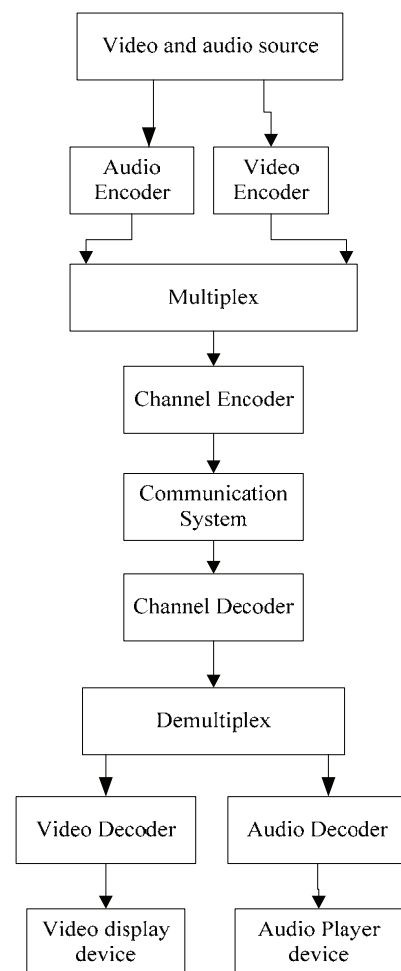 Video and audio source
Audio
Encoder
Video
Encoder
Multiplex
Channel Encoder
Communication
System
Channel Decoder
Demultiplex
Video Decoder
Audio Decoder
Video display
device
Audio Player
device